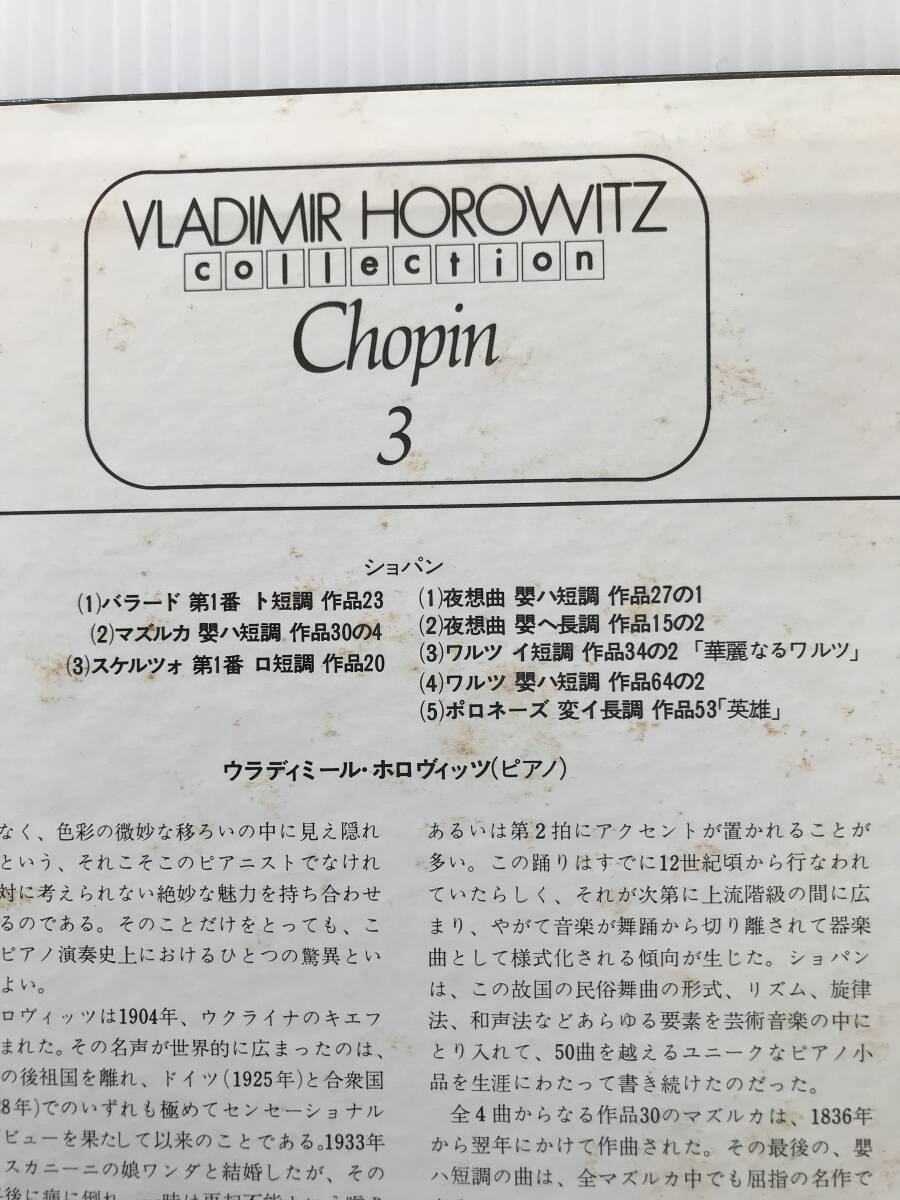 VLADIMIR HOROWITZ
collection
Chopin
3
ショパン
(1)バラード 第1番 ト短調 作品23
(2)マズルカ 嬰ハ短調 作品30の4
(3)スケルツォ 第1番 ロ短調 作品20
(1)夜想曲 嬰ハ短調 作品27の1
(2)夜想曲 嬰ヘ長調 作品15の2
(3)ワルツ イ短調 作品34の2 「華麗なるワルツ」
(4)ワルツ 嬰ハ短調 作品64の2
(5)ポロネーズ 変イ長調 作品53「英雄」
ウラディミール・ホロヴィッツ(ピアノ)
なく、色彩の微妙な移ろいの中に見え隠れ
という、それこそこのピアニストでなけれ
対に考えられない絶妙な魅力を持ち合わせ
るのである。そのことだけをとっても、こ
ピアノ演奏史上におけるひとつの驚異とい
よい。
ロヴィッツは1904年、ウクライナのキエフ
まれた。その名声が世界的に広まったのは、
の後祖国を離れ、ドイツ(1925年)と合衆国
8年)でのいずれも極めてセンセーショナル
ビューを果たして以来のことである。1933年
スカニーニの娘ワンダと結婚したが、その
後に病に倒れ、一時は再起不能という
あるいは第2拍にアクセントが置かれることが
多い。この踊りはすでに12世紀頃から行なわれ
ていたらしく、それが次第に上流階級の間に広
まり、やがて音楽が舞踊から切り離されて器楽
曲として様式化される傾向が生じた。ショパン
は、この故国の民俗舞曲の形式、リズム、旋律
法、和声法などあらゆる要素を芸術音楽の中に
とり入れて、50曲を越えるユニークなピアノ小
品を生涯にわたって書き続けたのだった。
全4曲からなる作品30のマズルカは、1836年
から翌年にかけて作曲された。その最後の、嬰
ハ短調の曲は、全マズルカ中でも屈指の名作で